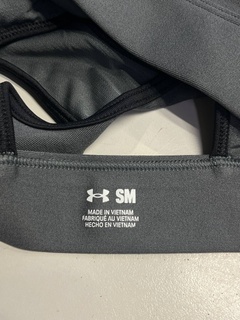 SM
MADE IN VIETNAM
FABRIQUÉ AU VIETNAM
HECHO EN VIETNAM